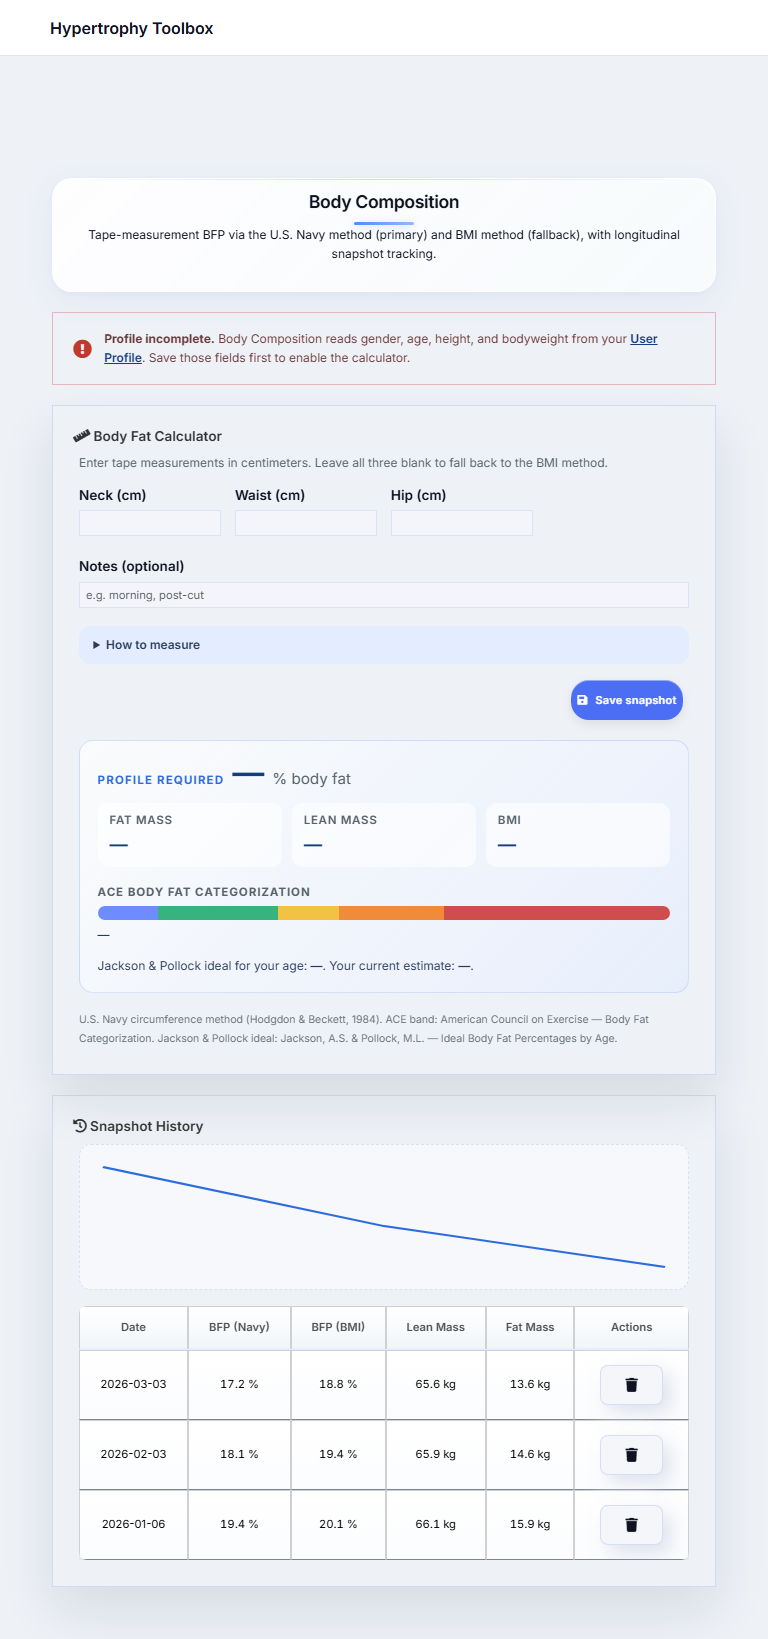 Hypertrophy Toolbox
Body Composition
Tape-measurement BFP via the U.S. Navy method (primary) and BMI method (fallback), with longitudinal
snapshot tracking.
Profile incomplete. Body Composition reads gender, age, height, and bodyweight from your User
Profile. Save those fields first to enable the calculator.
Body Fat Calculator
Enter tape measurements in centimeters. Leave all three blank to fall back to the BMI method.
Neck (cm) Waist (cm) Hip (cm)
Notes (optional)
e.g. morning, post-cut
How to measure
Save snapshot
PROFILE REQUIRED — % body fat
FAT MASS LEAN MASS BMI
— — —
ACE BODY FAT CATEGORIZATION
—
Jackson & Pollock ideal for your age: —. Your current estimate: —.
U.S. Navy circumference method (Hodgdon & Beckett, 1984). ACE band: American Council on Exercise — Body Fat
Categorization. Jackson & Pollock ideal: Jackson, A.S. & Pollock, M.L. — Ideal Body Fat Percentages by Age.
Snapshot History
Date BFP (Navy) BFP (BMI) Lean Mass Fat Mass Actions
2026-03-03 17.2 % 18.8 % 65.6 kg 13.6 kg
2026-02-03 18.1 % 19.4 % 65.9 kg 14.6 kg
2026-01-06 19.4 % 20.1 % 66.1 kg 15.9 kg